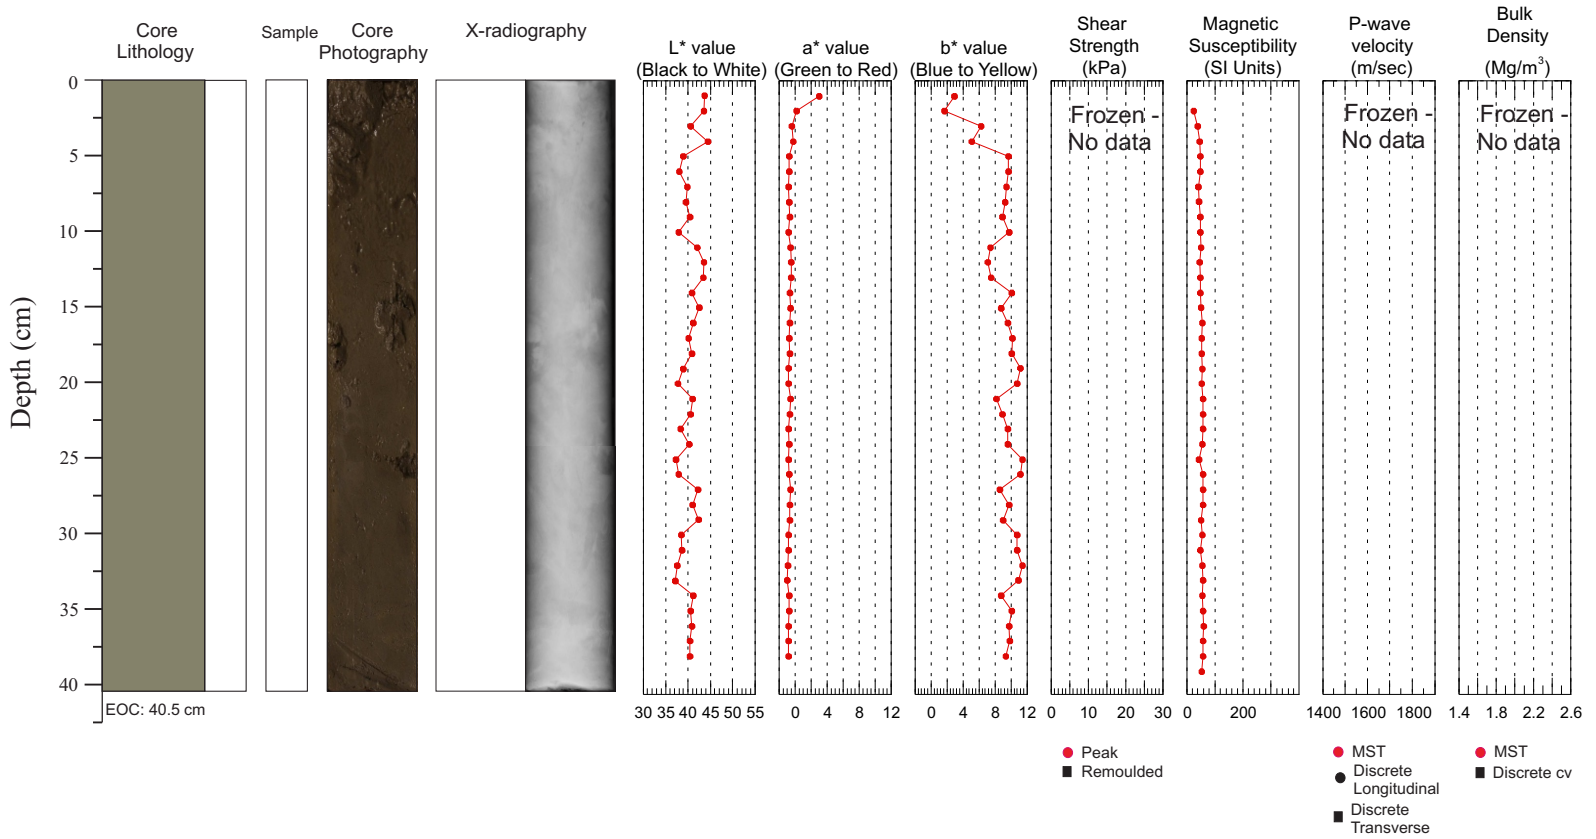 Core
Lithology
Sample
Core
Photography
X-radiography
L* value
(Black to White)
a* value
(Green to Red)
b* value
(Blue to Yellow)
Shear
Strength
(kPa)
Magnetic
Susceptibility
(SI Units)
P-wave
velocity
(m/sec)
Bulk
Density
(Mg/m³)
Depth (cm)
0
5
10
15
20
25
30
35
40
Frozen -
No data
Frozen -
No data
Frozen -
No data
EOC: 40.5 cm
30 35 40 45 50 55
0 4 8 12
0 4 8 12
0 10 20 30
0 200
1400 1600 1800
1.4 1.8 2.2 2.6
Peak
Remoulded
MST
Discrete
Longitudinal
Discrete
Transverse
MST
Discrete cv